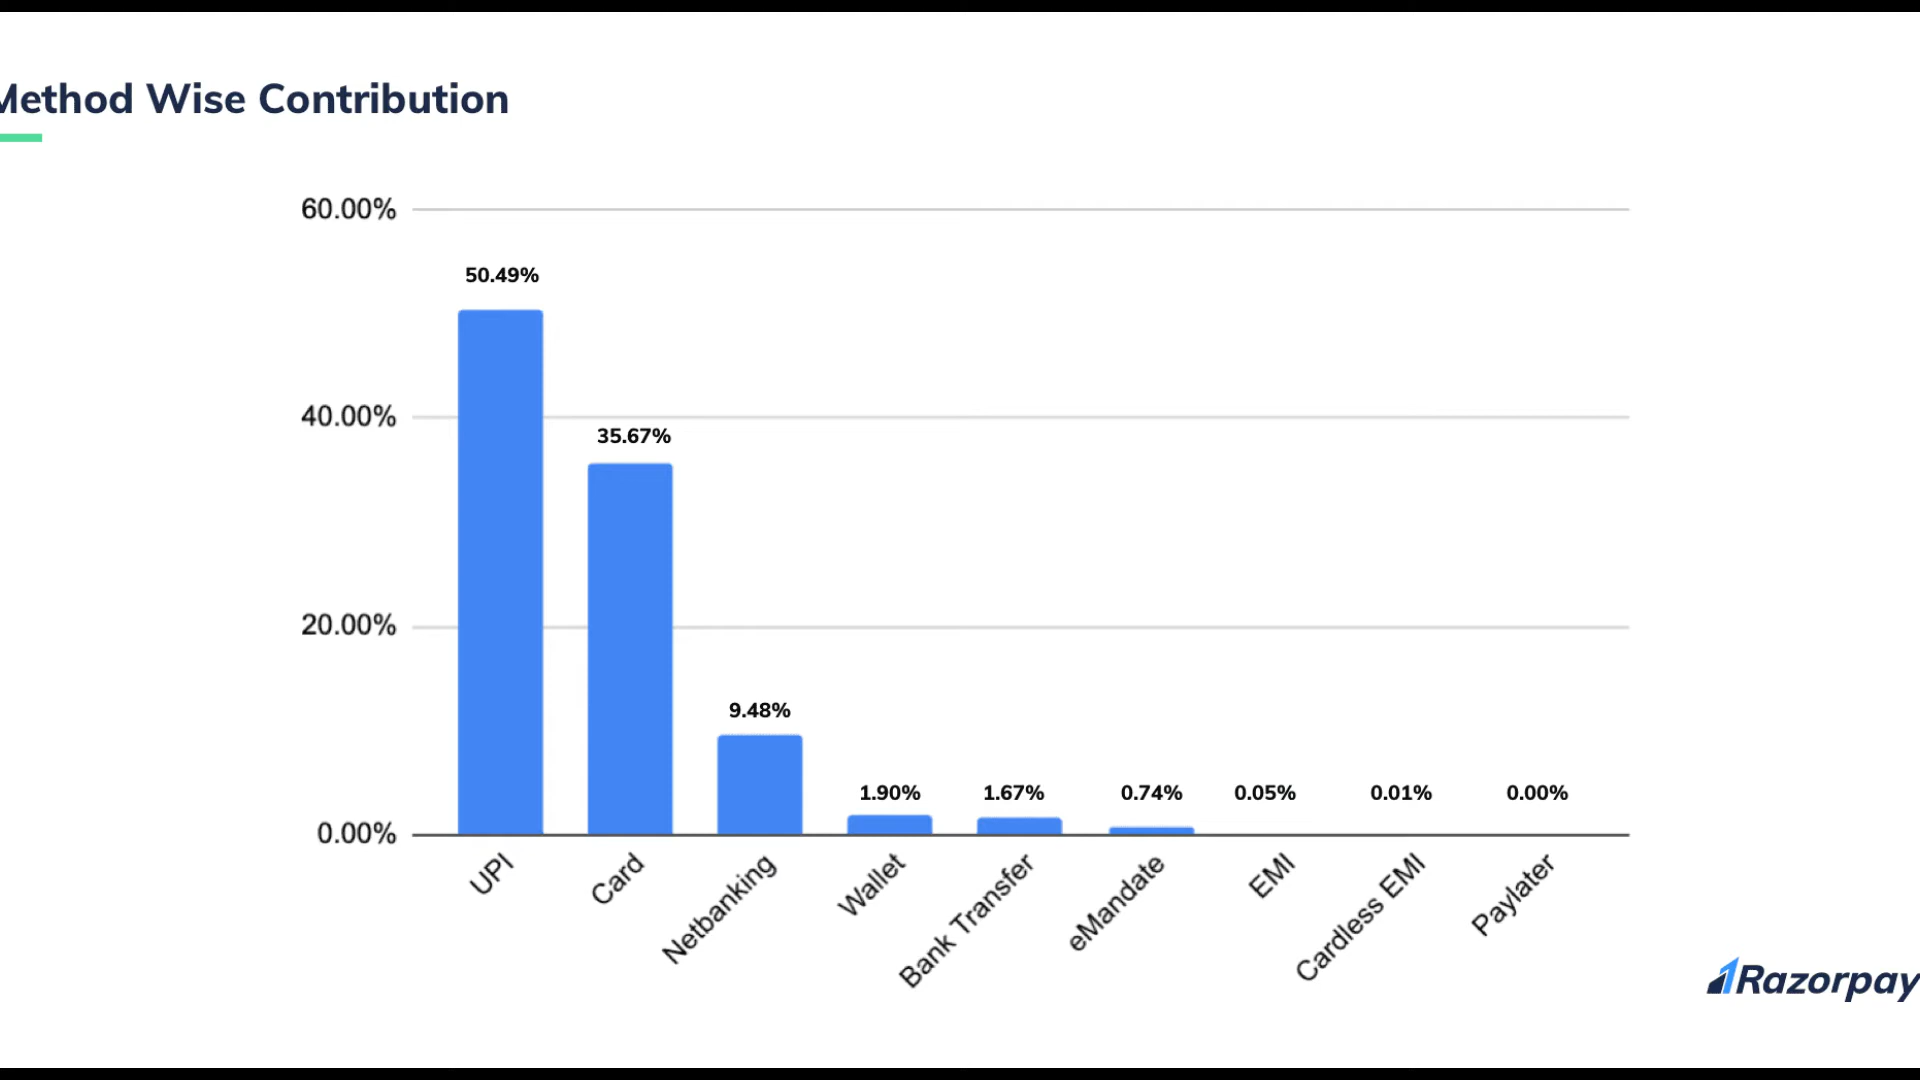 Method Wise Contribution
60.00%
50.49%
40.00%
35.67%
20.00%
9.48%
1.90%
1.67%
0.74%
0.05%
0.01%
0.00%
0.00%
UPI
Card
Netbanking
Wallet
Bank Transfer
eMandate
EMI
Cardless EMI
Paylater
Razorpay